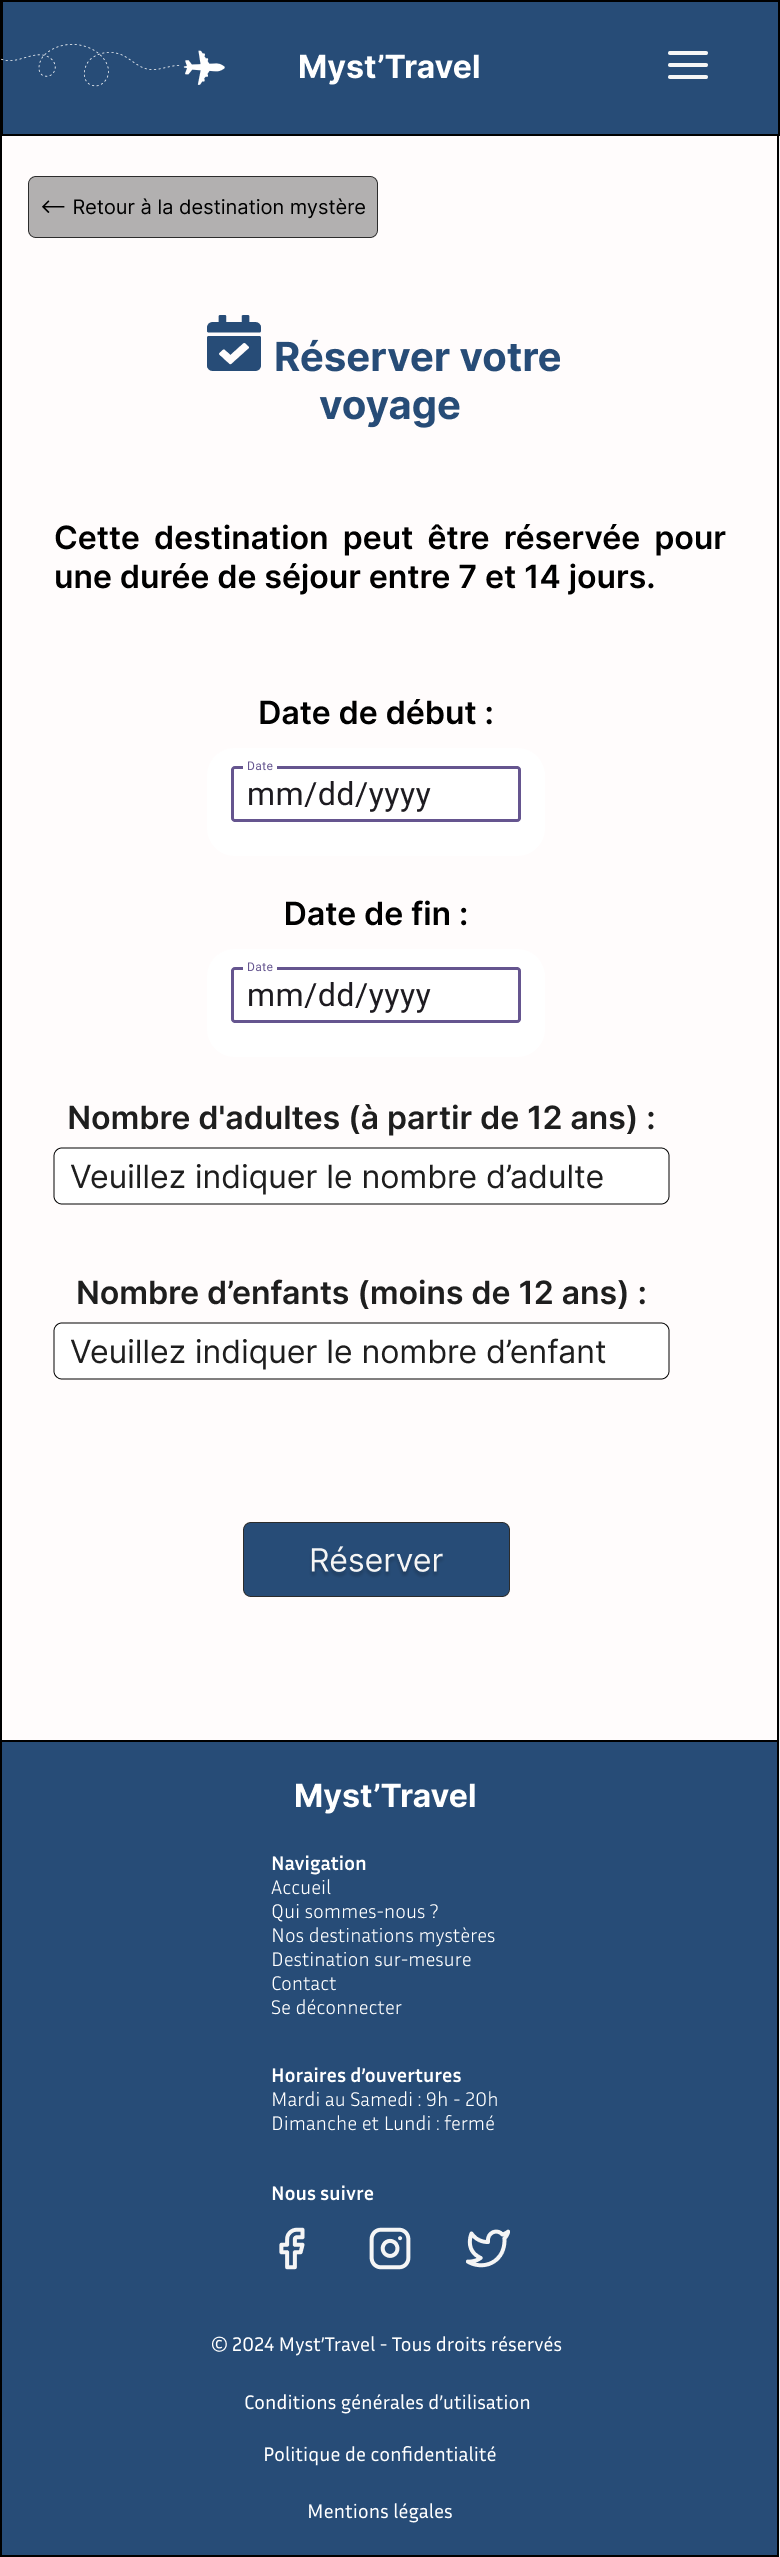 Myst’Travel
Retour à la destination mystère
Réserver votre
voyage
Cette destination peut être réservée pour
une durée de séjour entre 7 et 14 jours.
Date de début :
Date
mm/dd/yyyy
Date de fin :
Date
mm/dd/yyyy
Nombre d'adultes (à partir de 12 ans) :
Veuillez indiquer le nombre d’adulte
Nombre d’enfants (moins de 12 ans) :
Veuillez indiquer le nombre d’enfant
Réserver
Myst’Travel
Navigation
Accueil
Qui sommes-nous ?
Nos destinations mystères
Destination sur-mesure
Contact
Se déconnecter
Horaires d’ouvertures
Mardi au Samedi : 9h - 20h
Dimanche et Lundi : fermé
Nous suivre
© 2024 Myst’Travel - Tous droits réservés
Conditions générales d’utilisation
Politique de confidentialité
Mentions légales